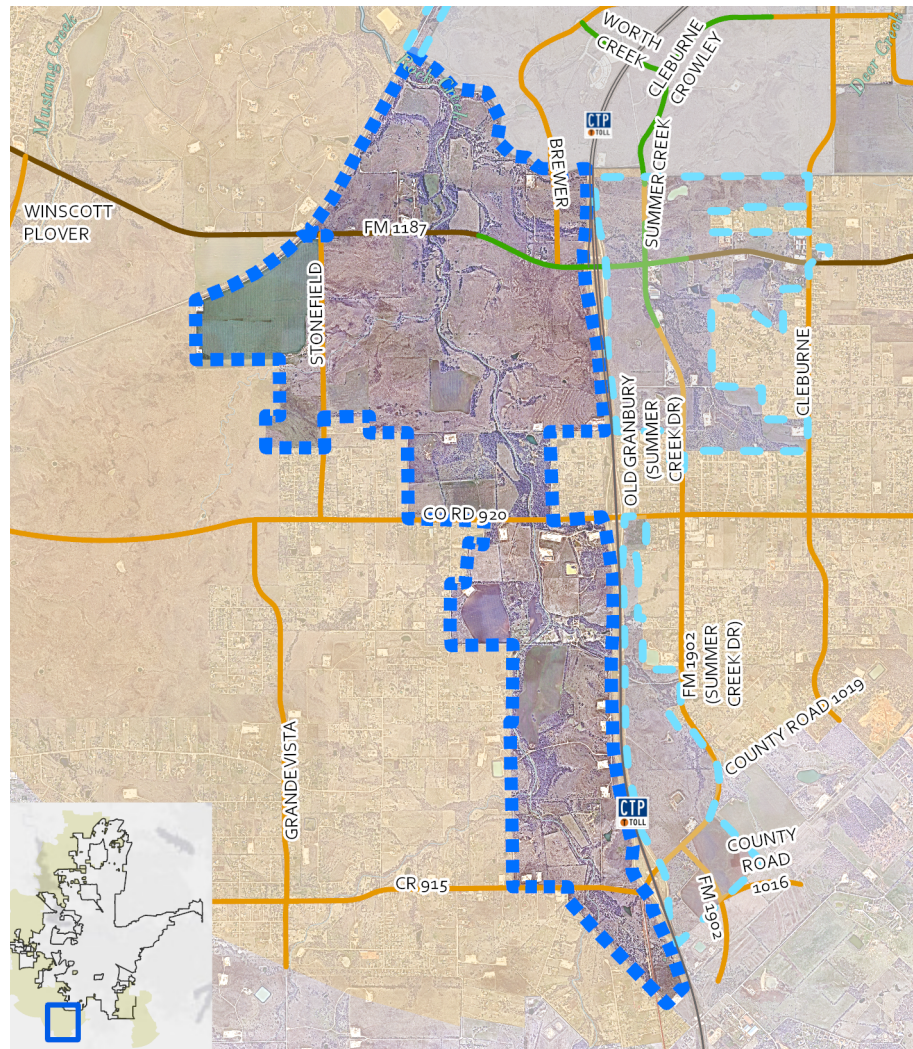 Mustang Creek
WORTH
CREEK
CLEBURNE
CROWLEY
CTP
TOLL
BREWER
SUMMER CREEK
WINSCOTT
PLOVER
FM 1187
STONEFIELD
OLD GRANBURY
(SUMMER
CREEK DR)
CLEBURNE
CO RD 920
FM 1902
(SUMMER
CREEK DR)
COUNTY ROAD 1019
GRANDEVISTA
CTP
TOLL
COUNTY
ROAD
1016
CR 915
FM 1902